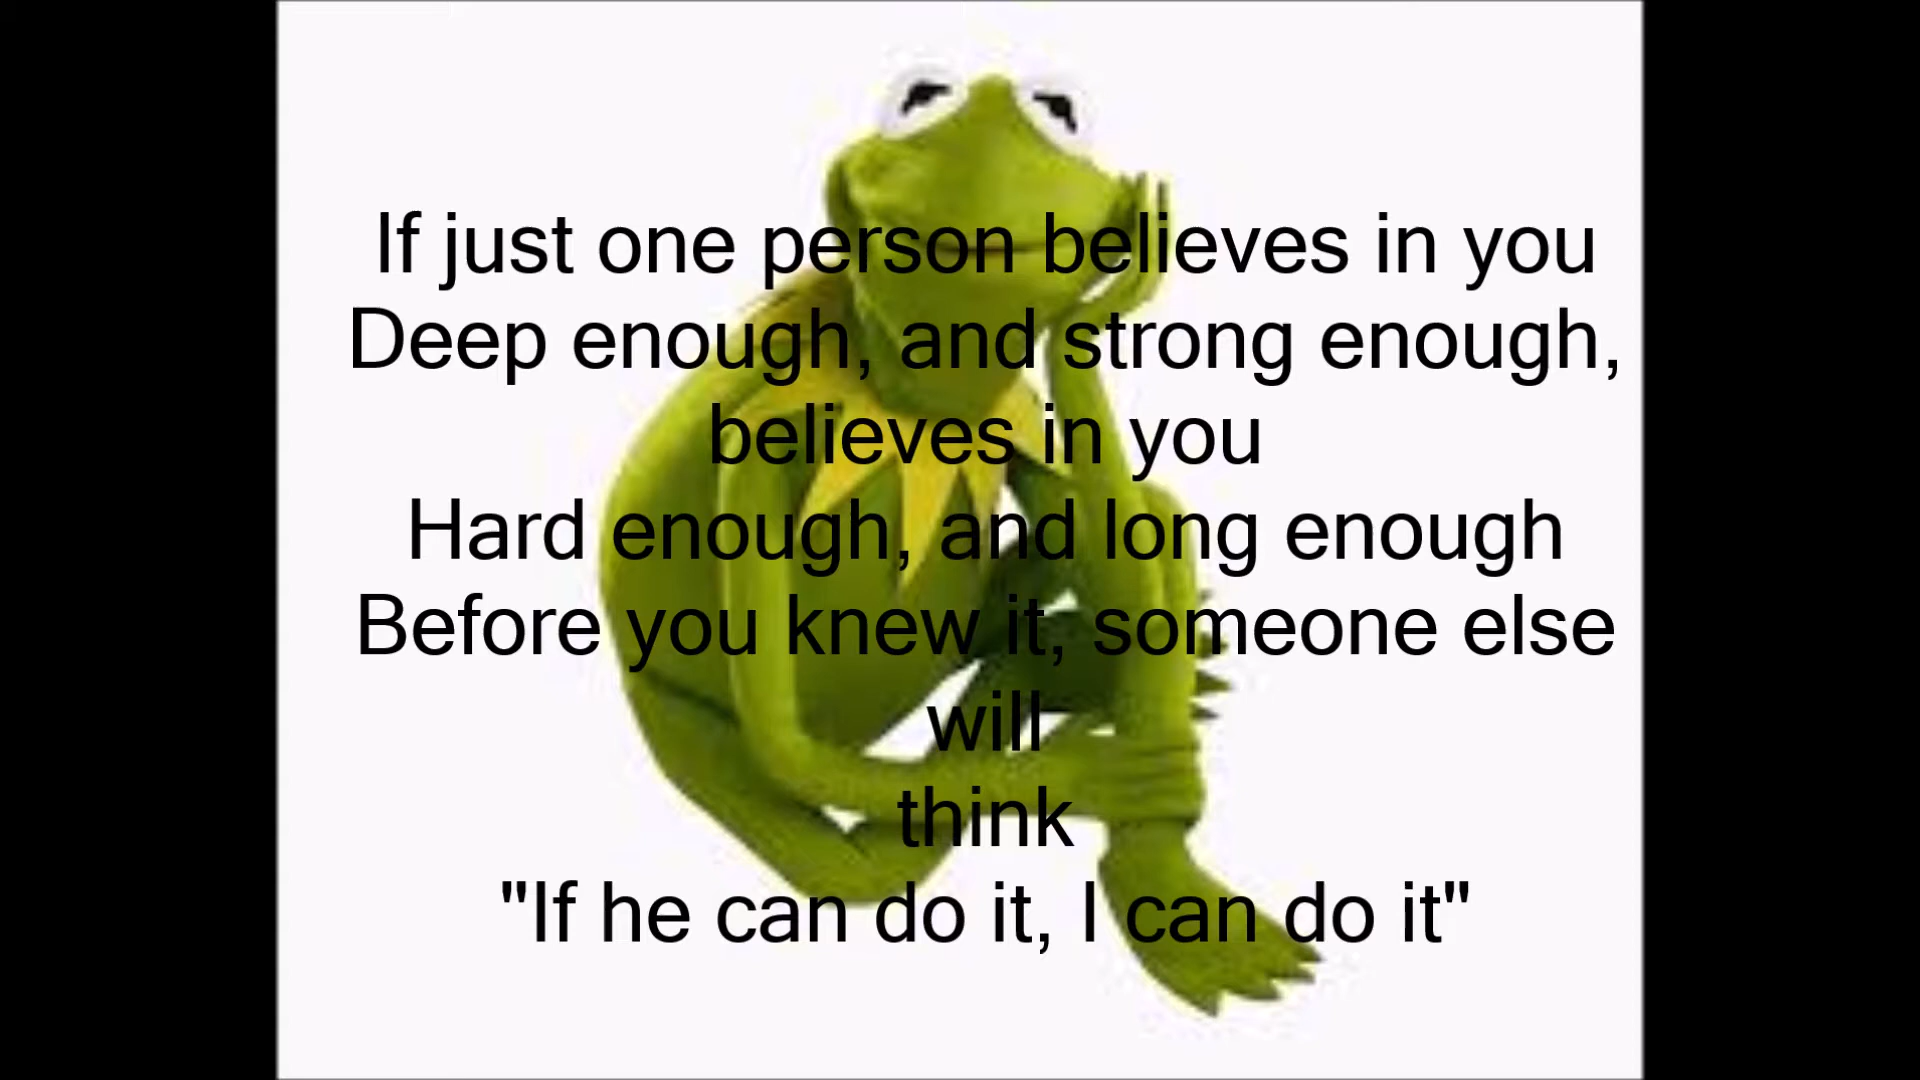 If just one person believes in you
Deep enough, and strong enough,
believes in you
Hard enough, and long enough
Before you knew it, someone else
will
think
"If he can do it, I can do it"